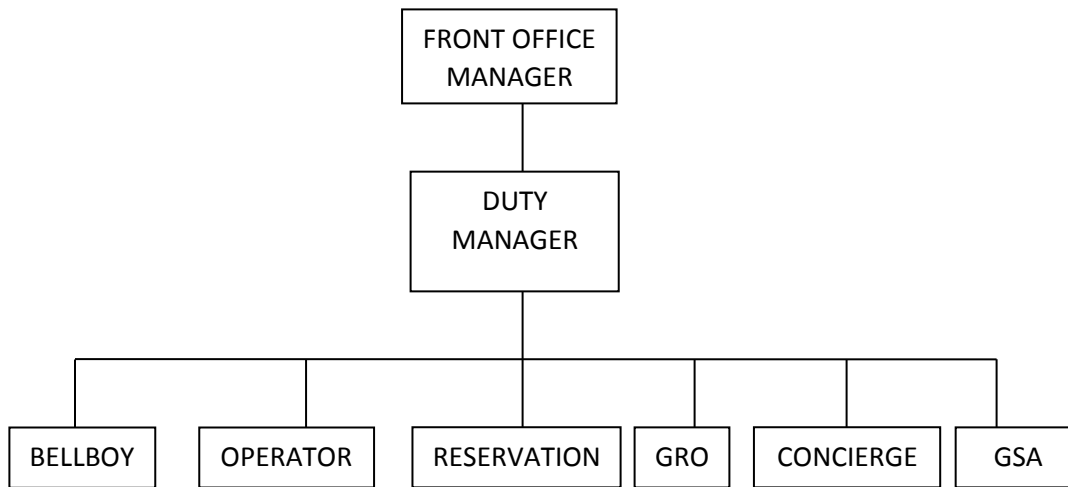 FRONT OFFICE
MANAGER
DUTY
MANAGER
BELLBOY
OPERATOR
RESERVATION
GRO
CONCIERGE
GSA